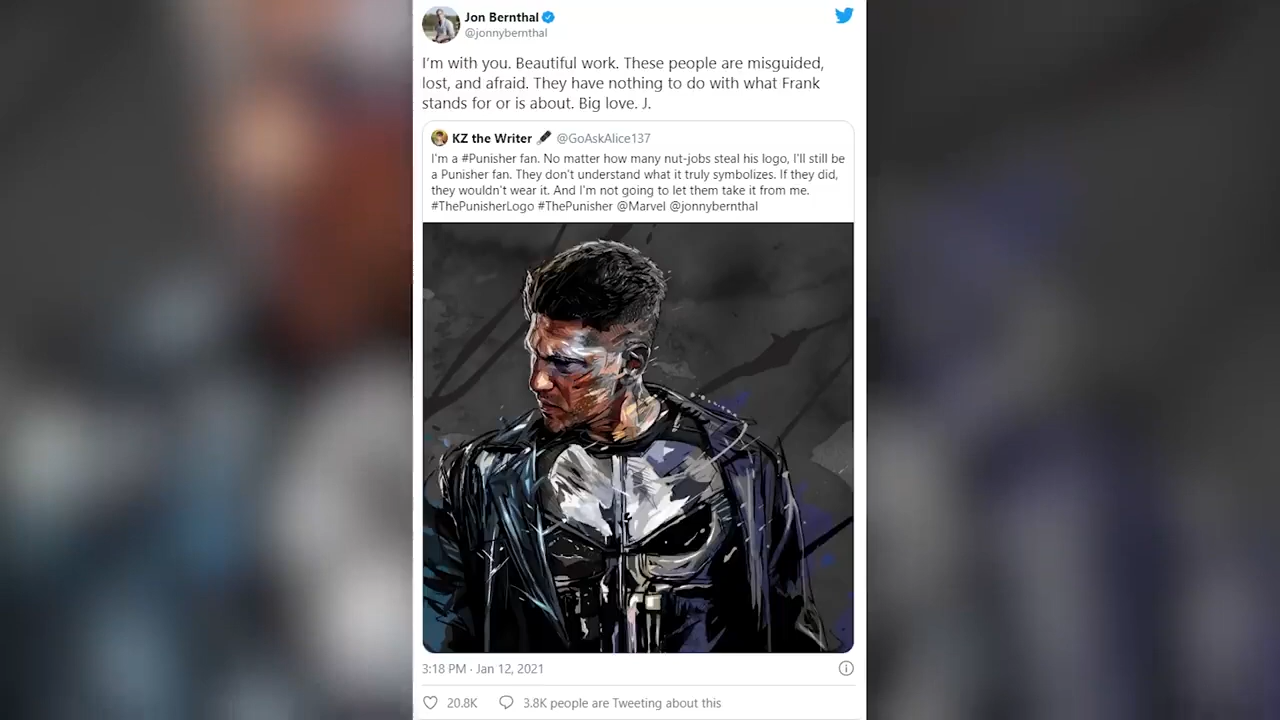 Jon Bernthal
@jonnybernthal
I'm with you. Beautiful work. These people are misguided,
lost, and afraid. They have nothing to do with what Frank
stands for or is about. Big love. J.
KZ the Writer @GoAskAlice137
I'm a #Punisher fan. No matter how many nut-jobs steal his logo, I'll still be
a Punisher fan. They don't understand what it truly symbolizes. If they did,
they wouldn't wear it. And I'm not going to let them take it from me.
#ThePunisherLogo #ThePunisher @Marvel @jonnybernthal
3:18 PM · Jan 12, 2021
20.8K 3.8K people are Tweeting about this